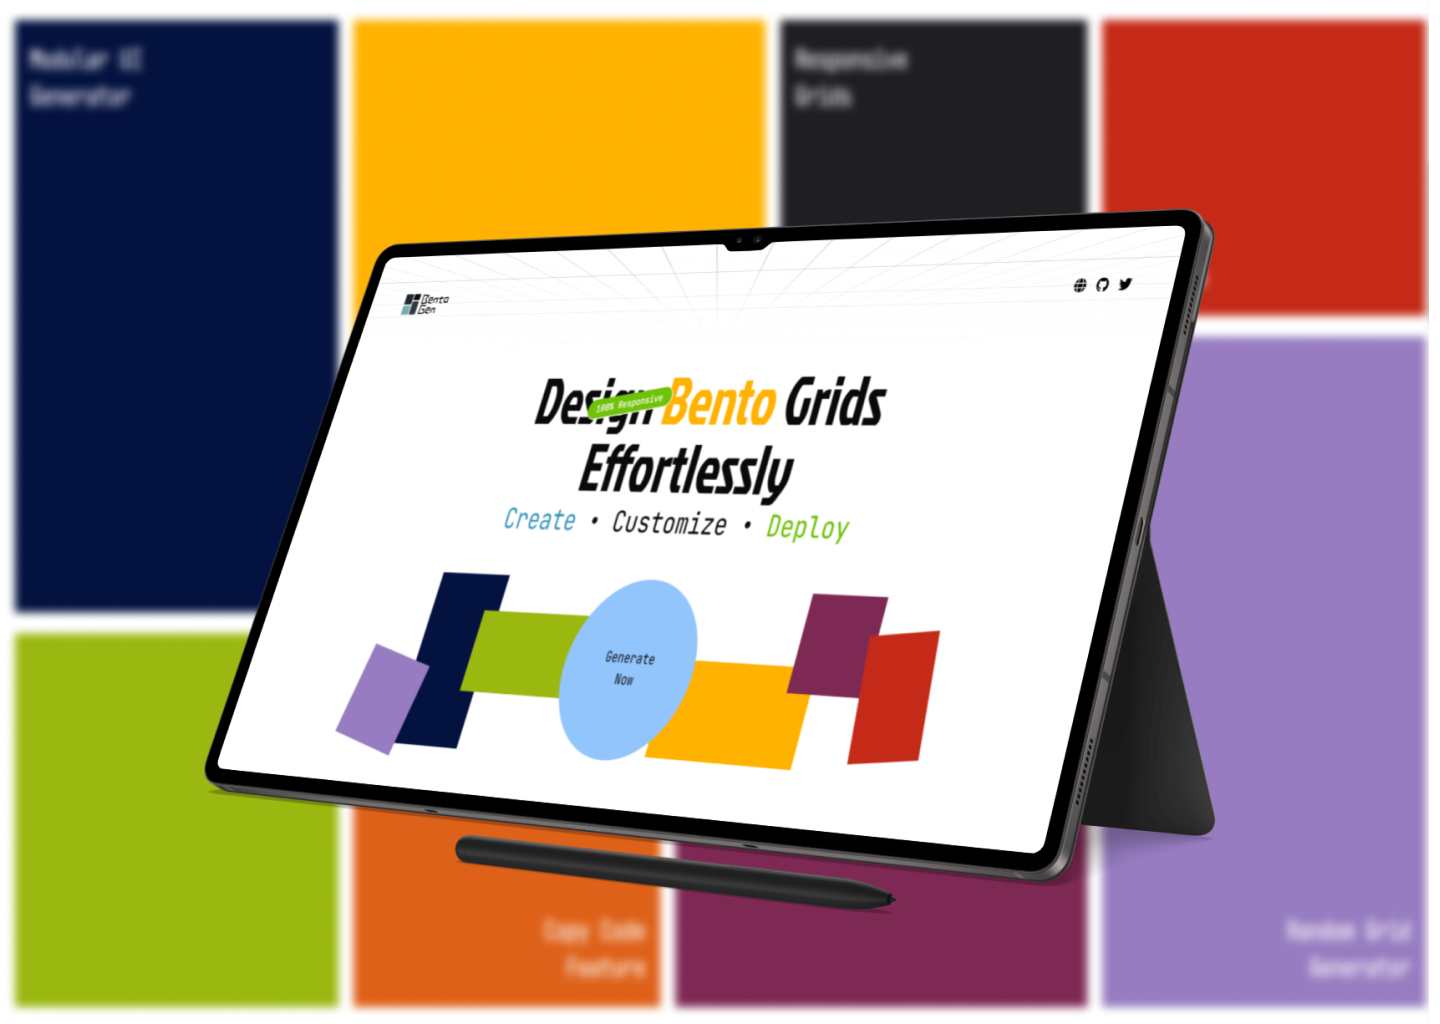 Modular UI
Generator
Responsive
Grids
Bento
Gen
Design Bento Grids
100% Responsive
Effortlessly
Create • Customize • Deploy
Generate
Now
Copy Code
Feature
Random Grid
Generator